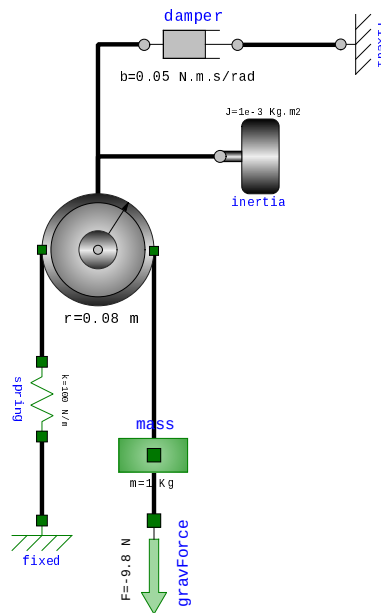 damper
b=0.05 N.m.s/rad
J=1e-3 Kg.m2
inertia
r=0.08 m
spring
k=100 N/m
mass
m=1 Kg
fixed
F=-9.8 N
gravForce